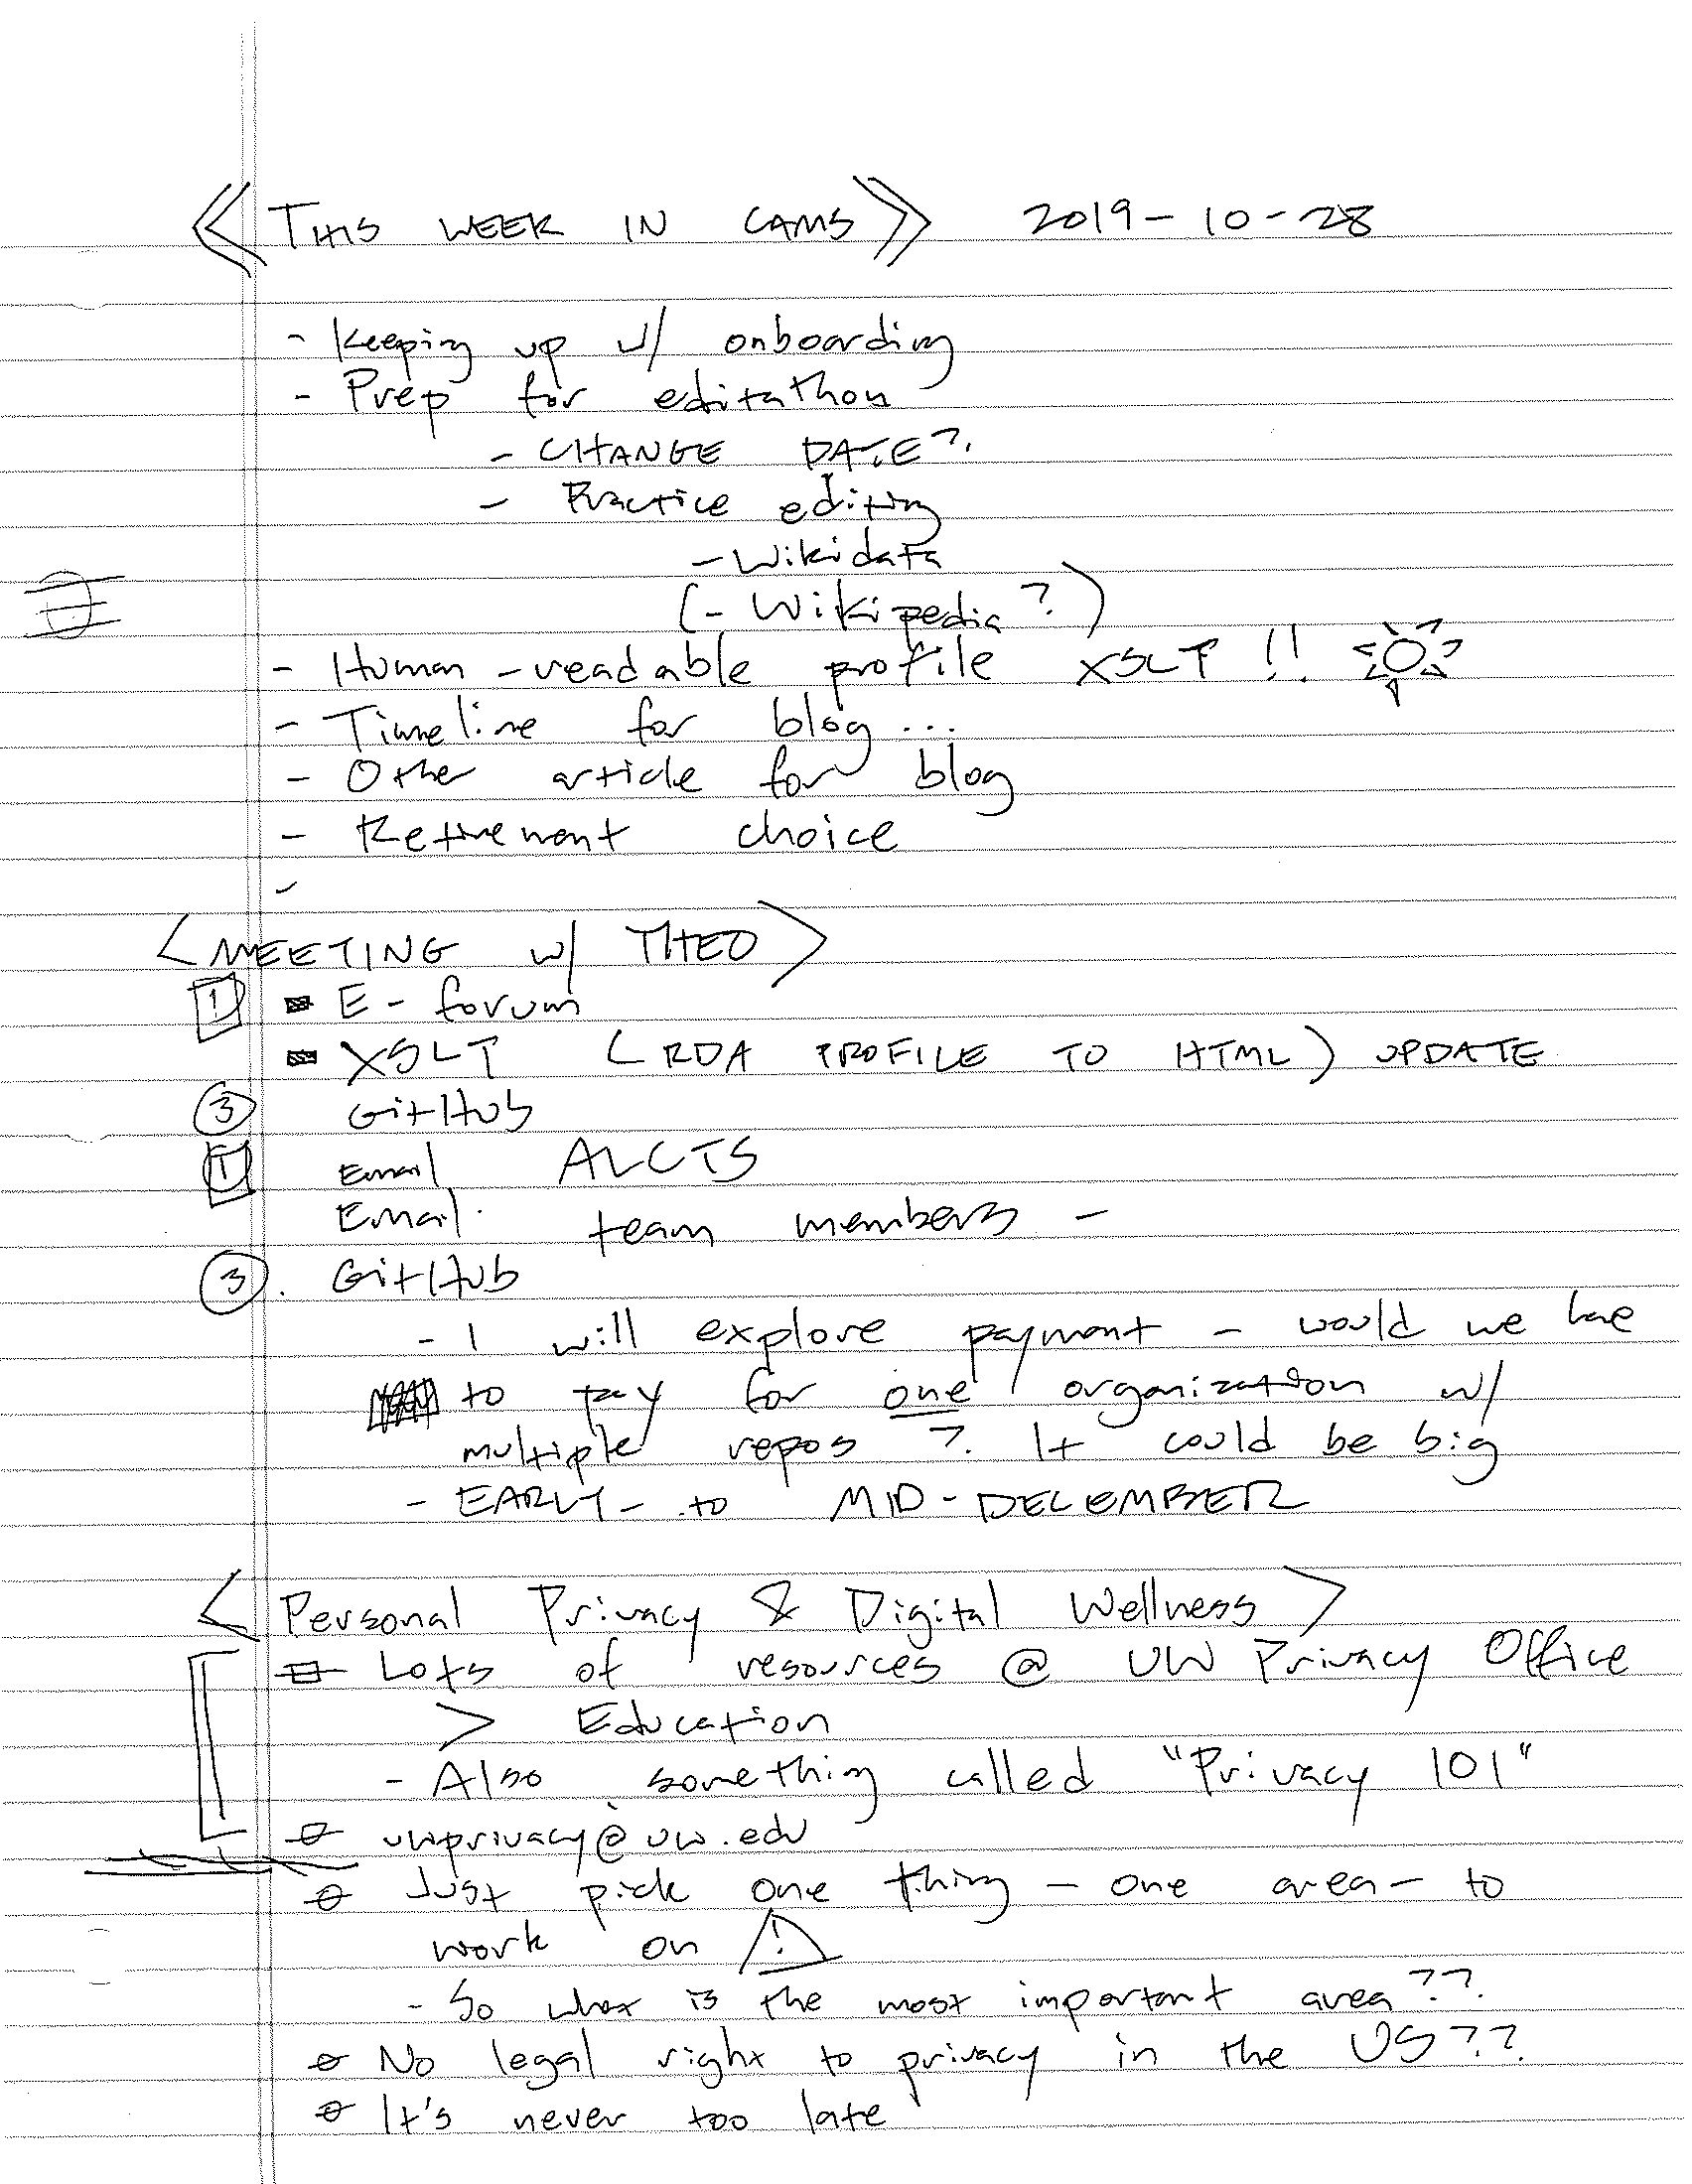 << THIS WEEK IN CAMS >> 2019-10-28
- Keeping up w/ onboarding
- Prep for editathon
- CHANGE DATE?
- Practice editing
- Wikidata
(- Wikipedia?)
- Human-readable profile XSLT !!
- Timeline for blog ...
- Other article for blog
- Retirement choice
-
< MEETING w/ THEO >
1 - E-forum
- XSLT (RDA PROFILE TO HTML) UPDATE
3 GitHub
1 Email ALCTS
Email team members -
3. GitHub
- I will explore payment - would we have
to pay for one organization w/
multiple repos? It could be big
- EARLY- to MID-DECEMBER
< Personal Privacy & Digital Wellness >
Lots of resources @ UW Privacy Office
> Education
- Also something called "Privacy 101"
uwprivacy@uw.edu
Just pick one thing - one area - to
work on !
- So what is the most important area??
No legal right to privacy in the US??
It's never too late